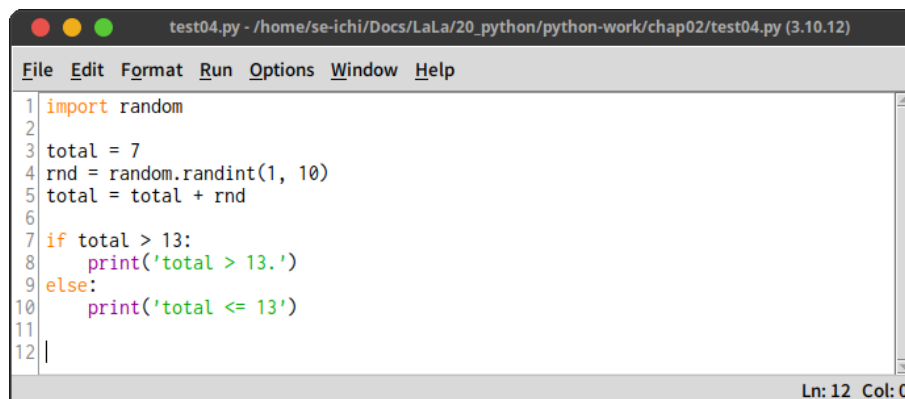 test04.py - /home/se-ichi/Docs/LaLa/20_python/python-work/chap02/test04.py (3.10.12)
File Edit Format Run Options Window Help
1 import random
2
3 total = 7
4 rnd = random.randint(1, 10)
5 total = total + rnd
6
7 if total > 13:
8     print('total > 13.')
9 else:
10     print('total <= 13')
11
12
Ln: 12 Col: 0